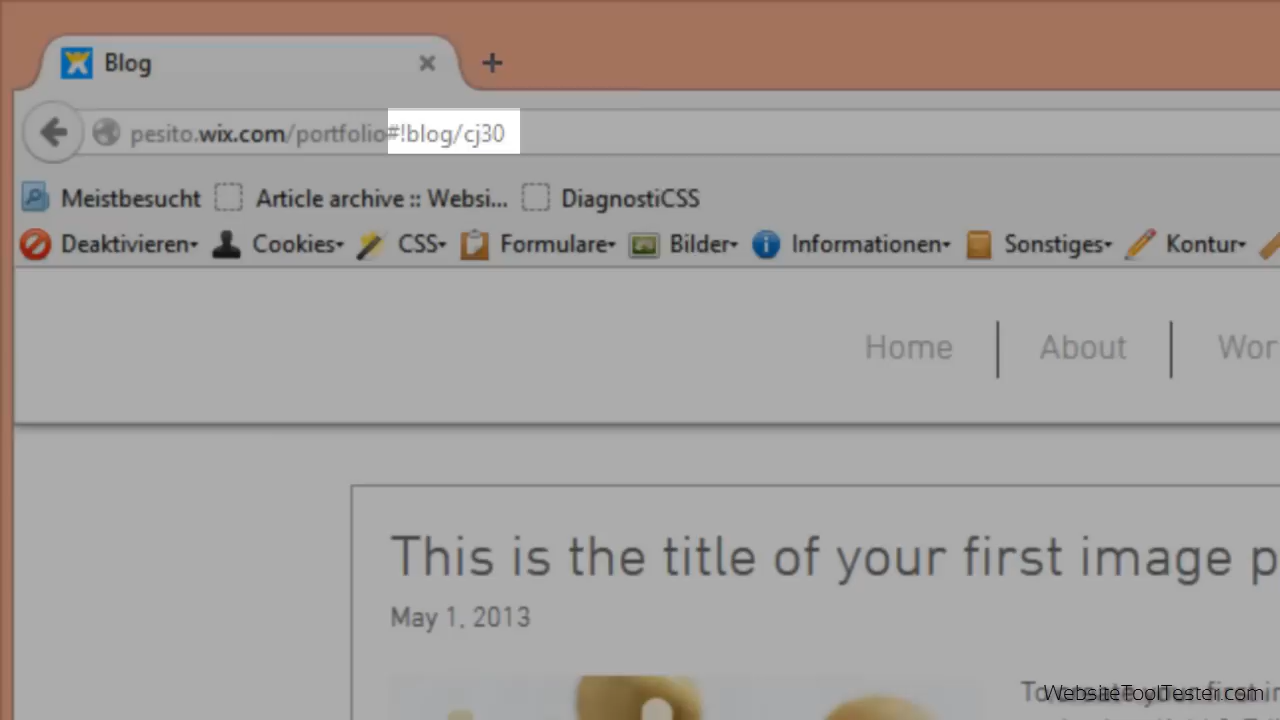 Blog
pesito.wix.com/portfolio#!blog/cj30
Meistbesucht Article archive :: Websi... DiagnostiCSS
Deaktivieren Cookies CSS Formulare Bilder Informationen Sonstiges Kontur
Home About Wor
This is the title of your first image p
May 1, 2013
WebsiteToolTester.com